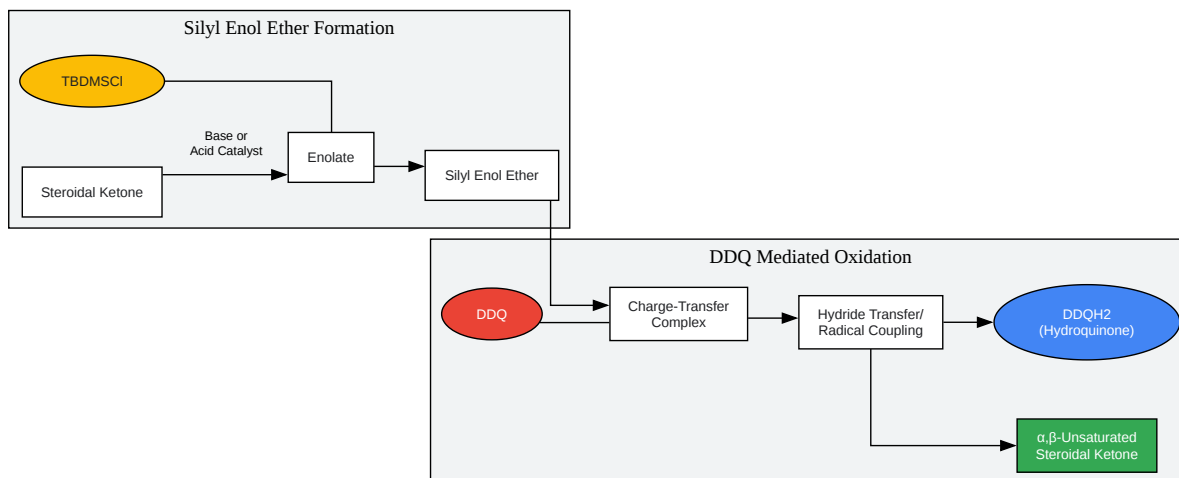 Silyl Enol Ether Formation
TBDMSCl
Base or
Acid Catalyst
Enolate
Steroidal Ketone
Silyl Enol Ether
DDQ Mediated Oxidation
DDQ
Charge-Transfer
Complex
Hydride Transfer/
Radical Coupling
DDQH2
(Hydroquinone)
α,β-Unsaturated
Steroidal Ketone